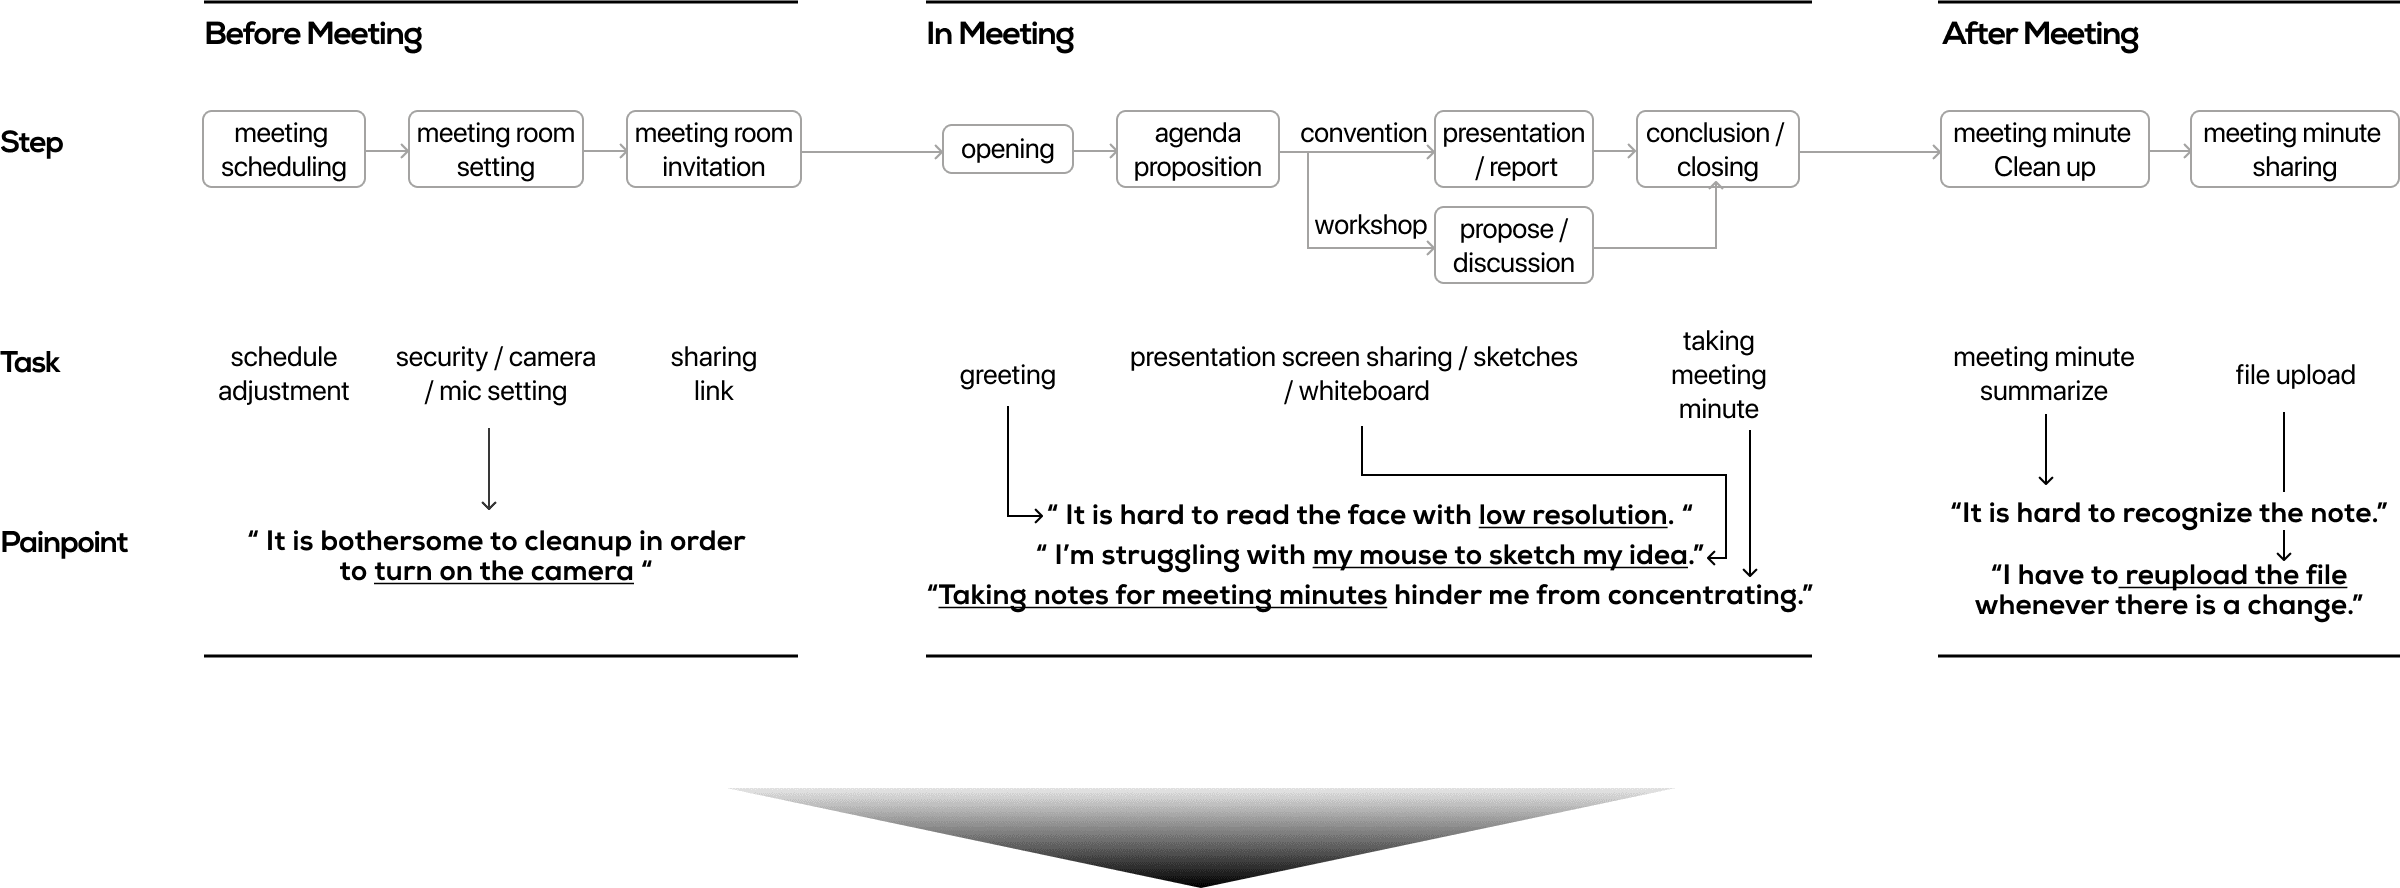 Before Meeting
In Meeting
After Meeting
Step
meeting
scheduling
meeting room
setting
meeting room
invitation
opening
agenda
proposition
convention
presentation
/ report
conclusion /
closing
workshop
propose /
discussion
meeting minute
Clean up
meeting minute
sharing
Task
schedule
adjustment
security / camera
/ mic setting
sharing
link
greeting
presentation screen sharing / sketches
/ whiteboard
taking
meeting
minute
meeting minute
summarize
file upload
Painpoint
“ It is bothersome to cleanup in order
to turn on the camera “
“ It is hard to read the face with low resolution. “
“ I’m struggling with my mouse to sketch my idea.”
“Taking notes for meeting minutes hinder me from concentrating.”
“It is hard to recognize the note.”
“I have to reupload the file
whenever there is a change.”